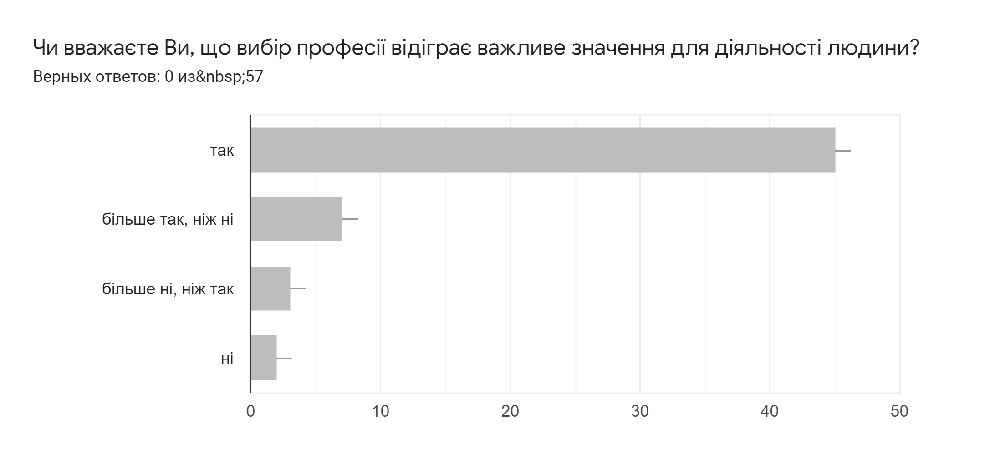 Чи вважаєте Ви, що вибір професії відіграє важливе значення для діяльності людини?
Верных ответов: 0 из&nbsp;57
так
більше так, ніж ні
більше ні, ніж так
ні
0 10 20 30 40 50